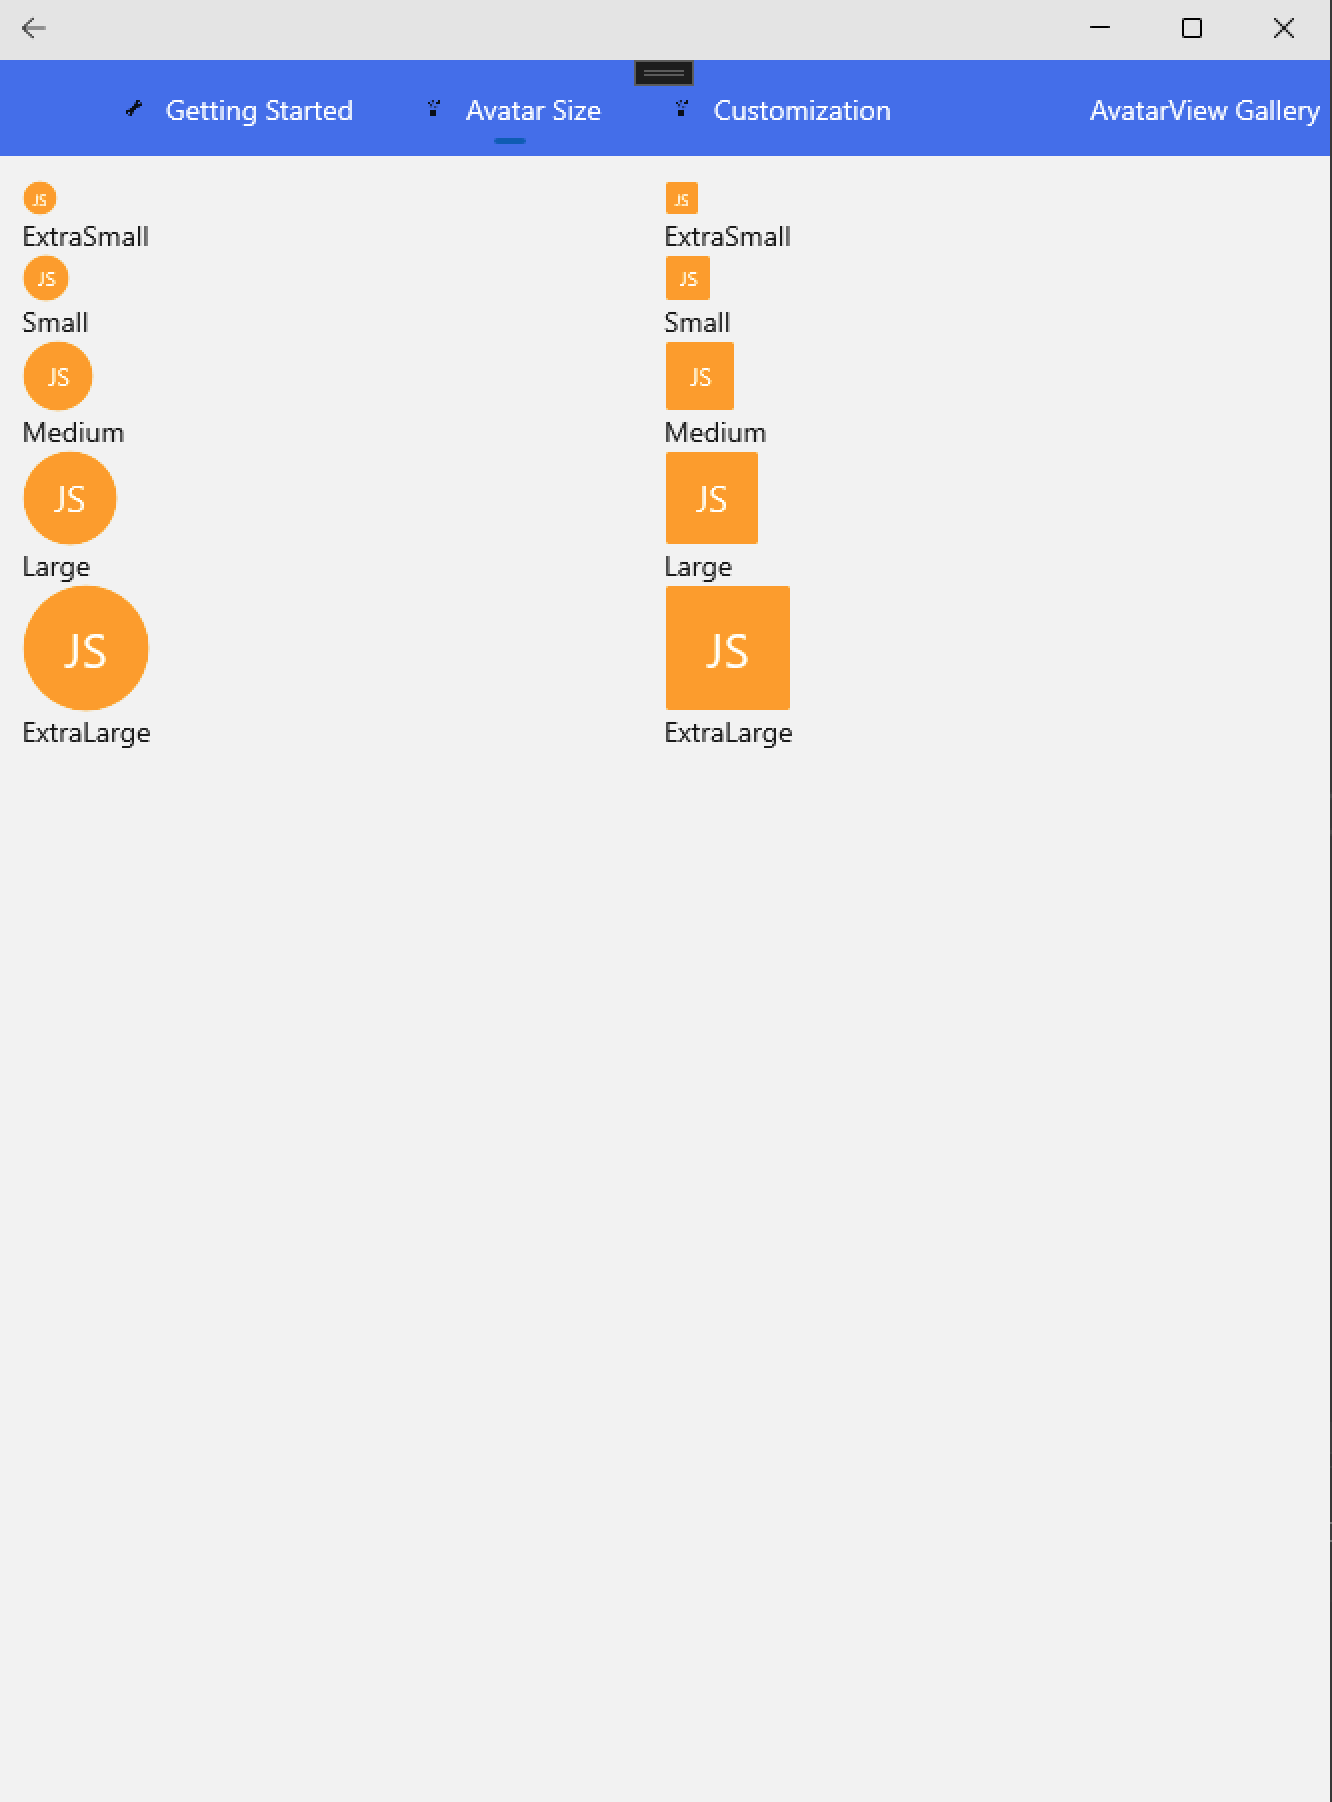 Getting Started Avatar Size Customization AvatarView Gallery
JS
ExtraSmall
JS
Small
JS
Medium
JS
Large
JS
ExtraLarge
JS
ExtraSmall
JS
Small
JS
Medium
JS
Large
JS
ExtraLarge